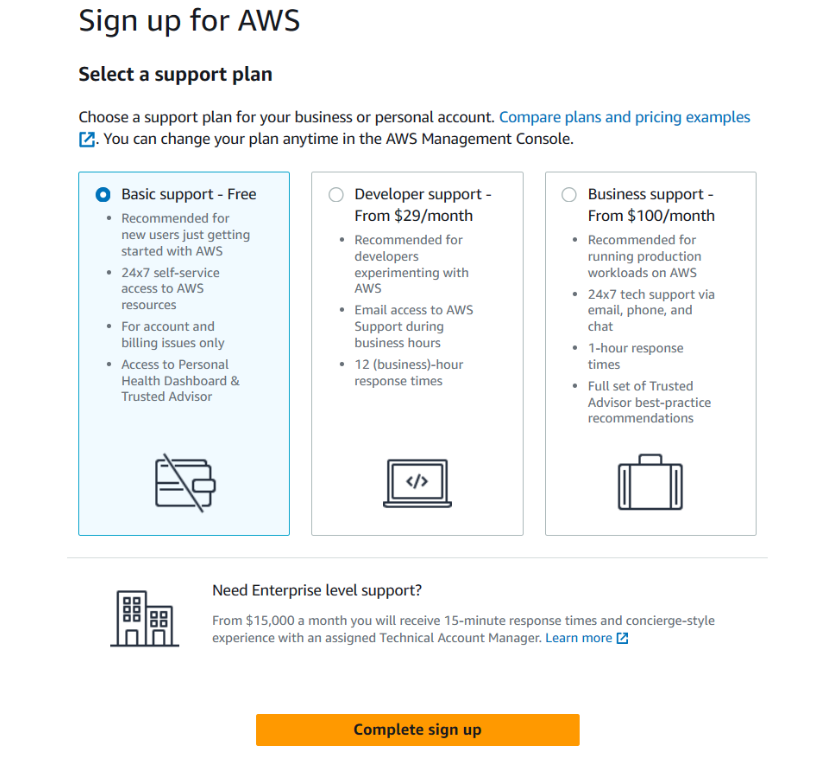 Sign up for AWS
Select a support plan
Choose a support plan for your business or personal account. Compare plans and pricing examples
. You can change your plan anytime in the AWS Management Console.
Basic support - Free
• Recommended for
new users just getting
started with AWS
• 24x7 self-service
access to AWS
resources
• For account and
billing issues only
• Access to Personal
Health Dashboard &
Trusted Advisor
Developer support -
From $29/month
• Recommended for
developers
experimenting with
AWS
• Email access to AWS
Support during
business hours
• 12 (business)-hour
response times
</>
Business support -
From $100/month
• Recommended for
running production
workloads on AWS
• 24x7 tech support via
email, phone, and
chat
• 1-hour response
times
• Full set of Trusted
Advisor best-practice
recommendations
Need Enterprise level support?
From $15,000 a month you will receive 15-minute response times and concierge-style
experience with an assigned Technical Account Manager. Learn more
Complete sign up